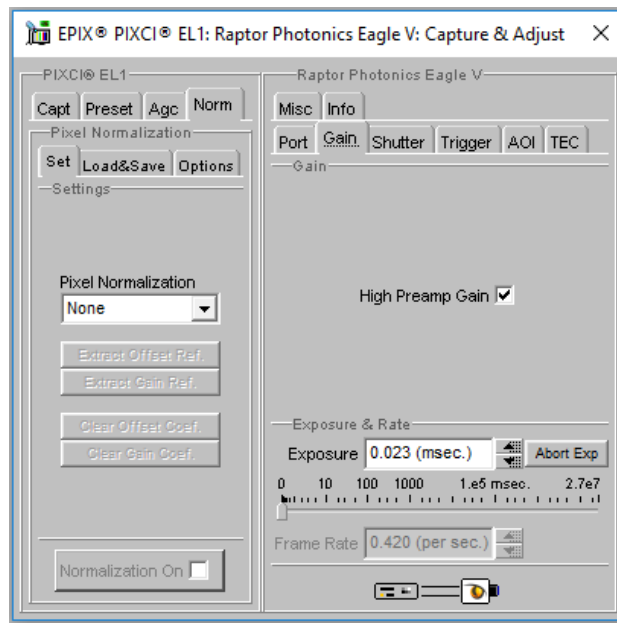 EPIX® PIXCI® EL1: Raptor Photonics Eagle V: Capture & Adjust
PIXCI® EL1
Capt Preset Agc Norm
Pixel Normalization
Set Load&Save Options
Settings
Pixel Normalization
None
Extract Offset Ref.
Extract Gain Ref.
Clear Offset Coef.
Clear Gain Coef.
Normalization On
Raptor Photonics Eagle V
Misc Info
Port Gain Shutter Trigger AOI TEC
Gain
High Preamp Gain
Exposure & Rate
Exposure 0.023 (msec.) Abort Exp
0 10 100 1000 1.e5 msec. 2.7e7
Frame Rate 0.420 (per sec.)